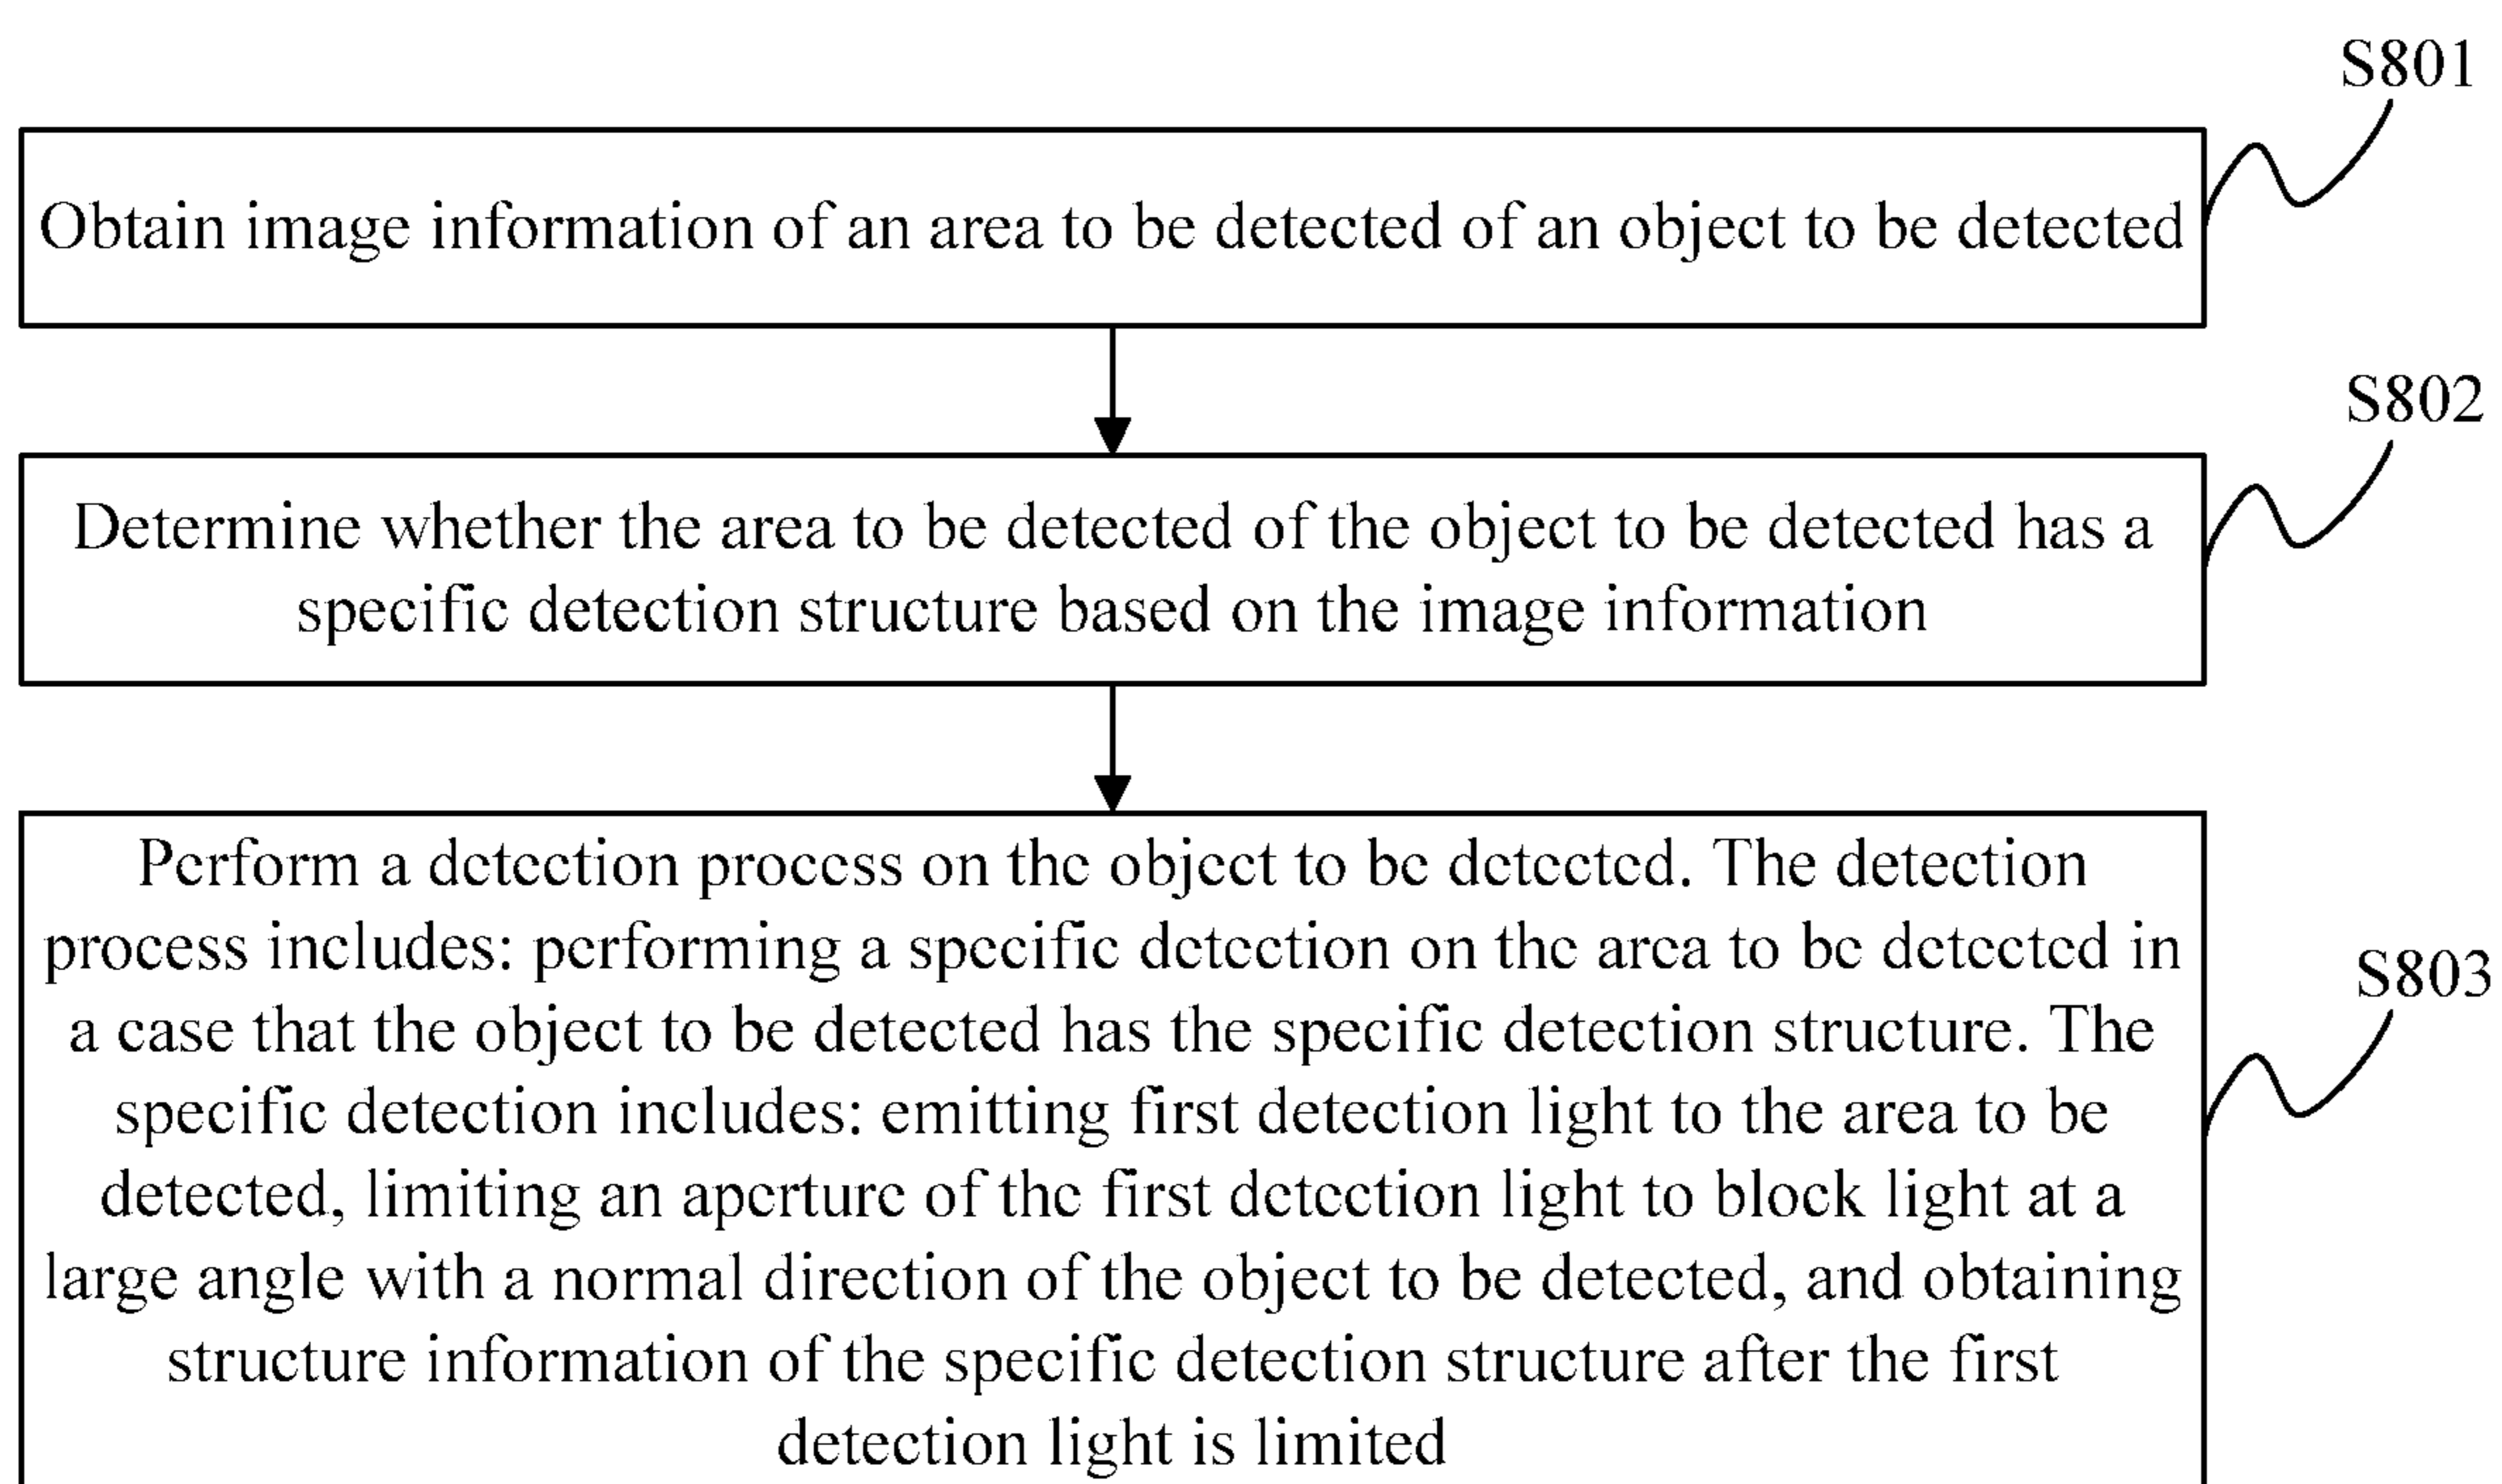 S801
Obtain image information of an area to be detected of an object to be detected
S802
Determine whether the area to be detected of the object to be detected has a
specific detection structure based on the image information
Perform a detection process on the object to be detected. The detection
process includes: performing a specific detection on the area to be detected in
S803
a case that the object to be detected has the specific detection structure. The
specific detection includes: emitting first detection light to the area to be
detected, limiting an aperture of the first detection light to block light at a
large angle with a normal direction of the object to be detected, and obtaining
structure information of the specific detection structure after the first
detection light is limited